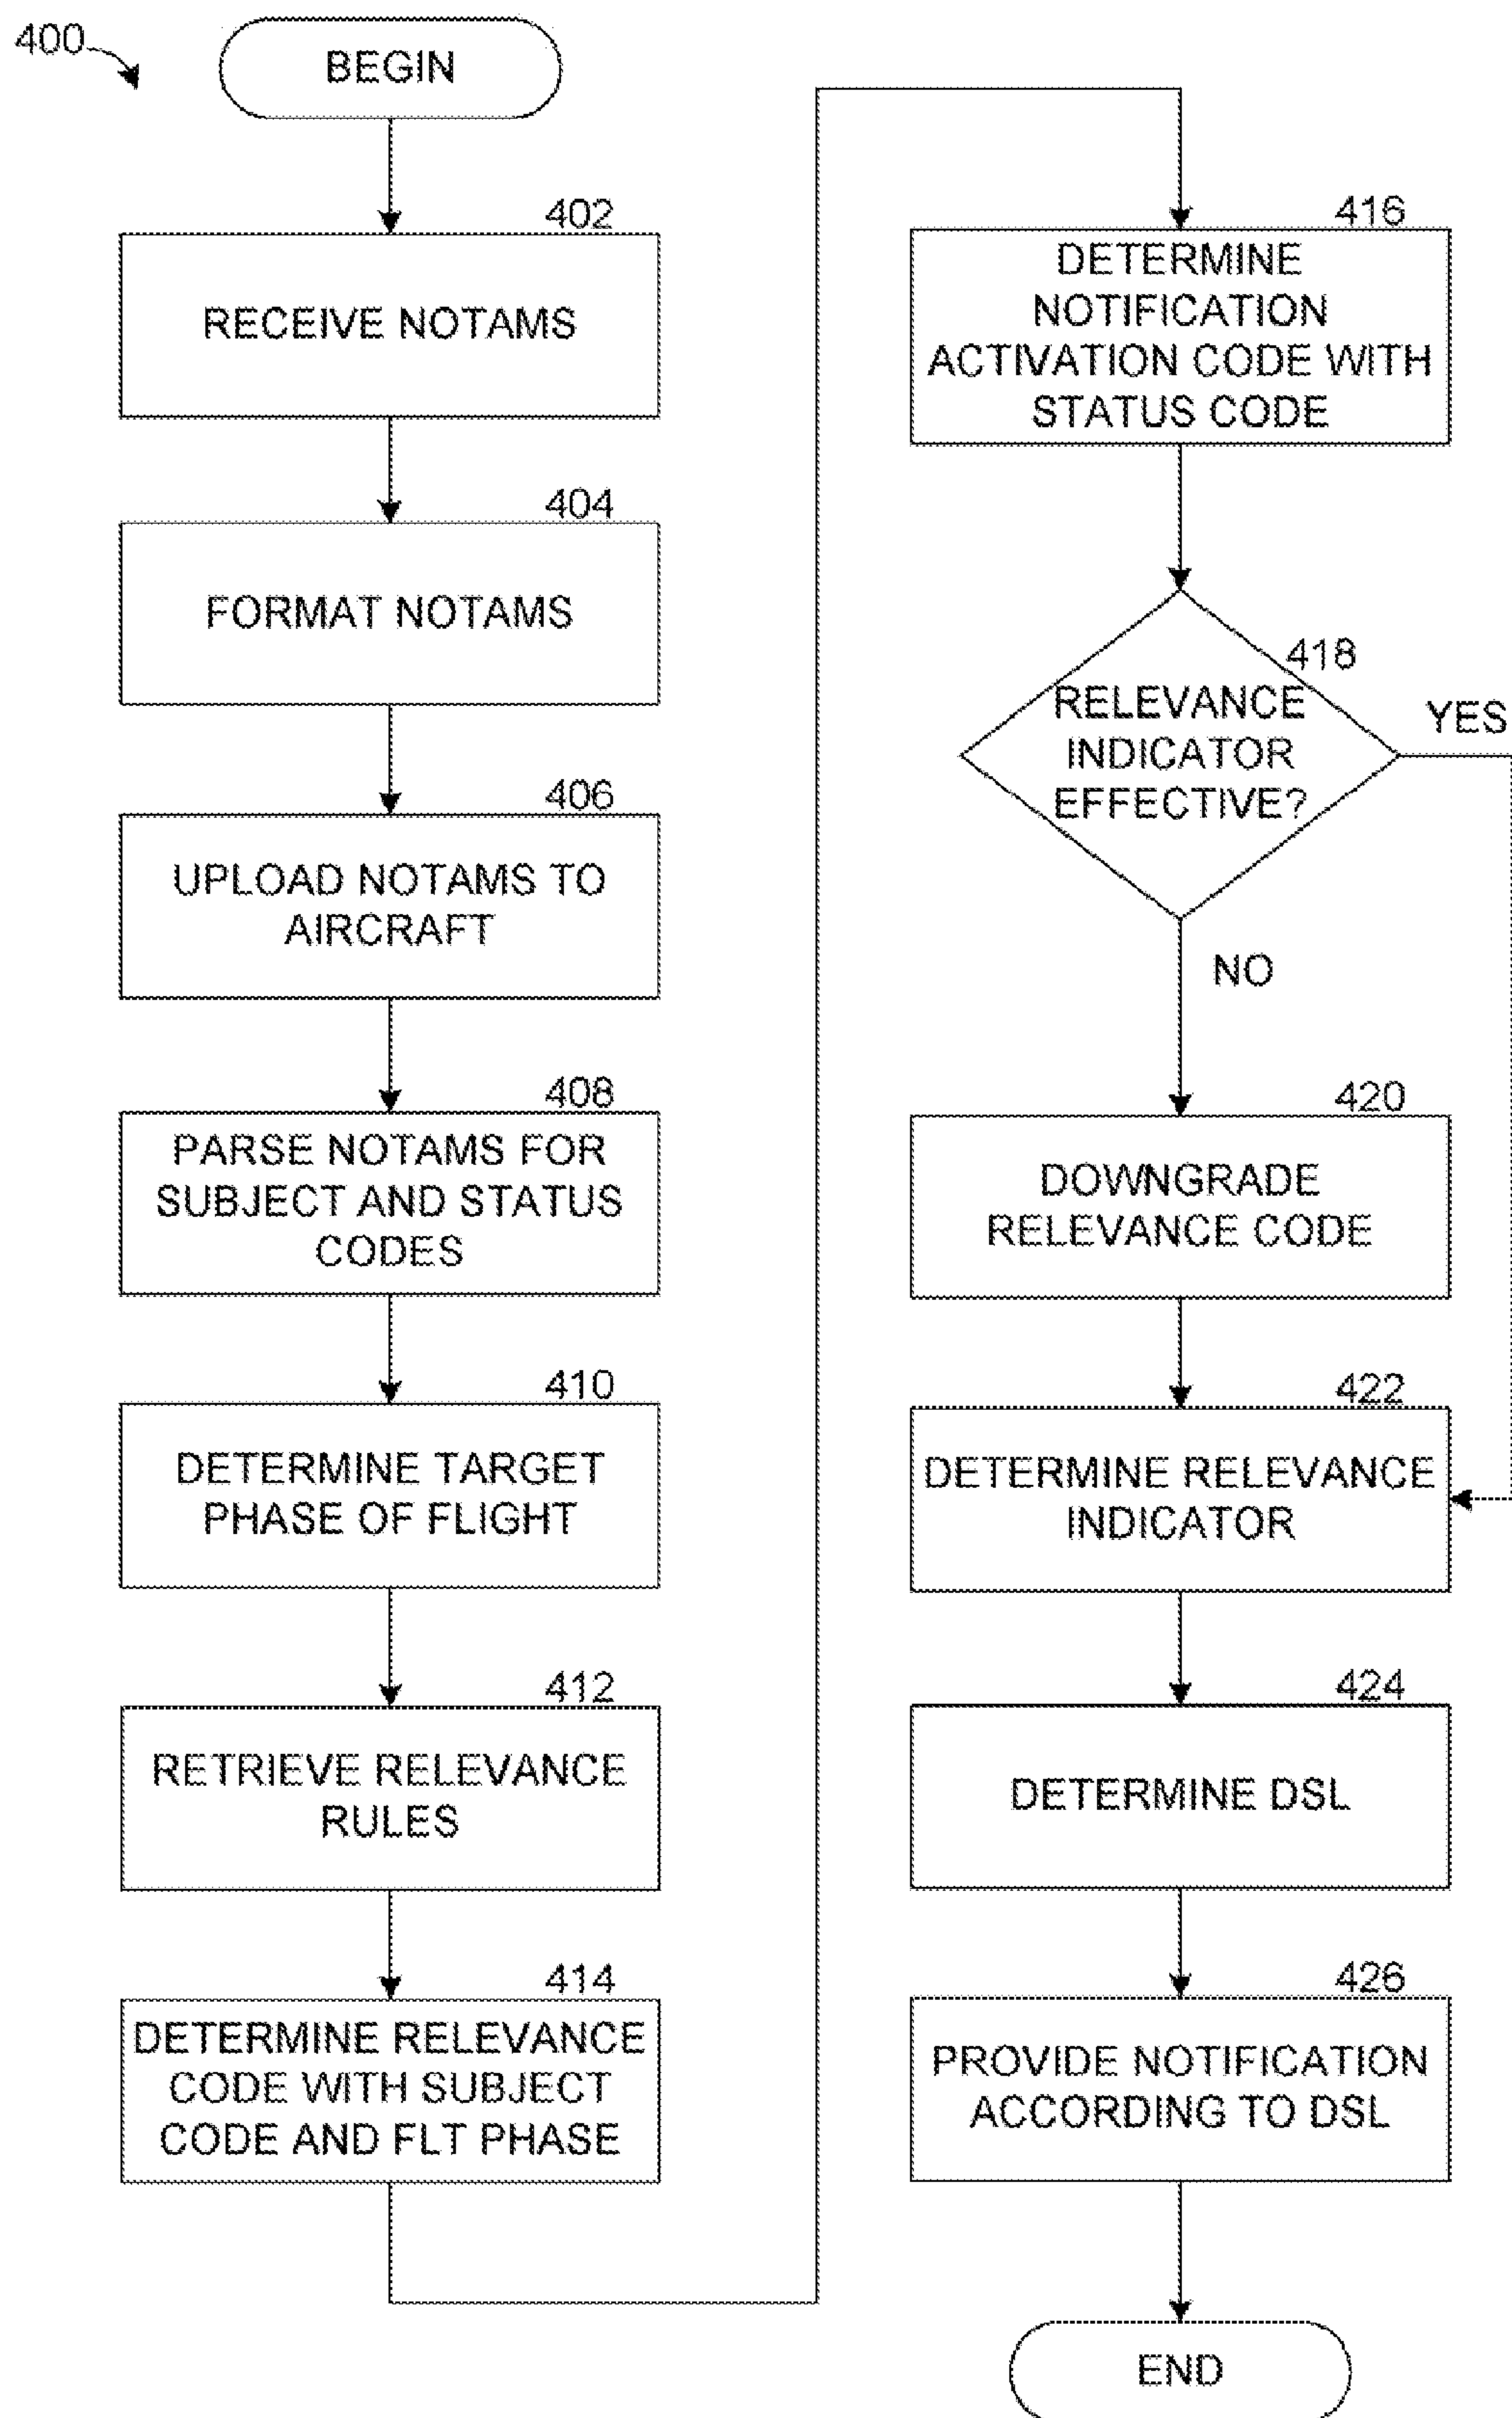 400
BEGIN
402
RECEIVE NOTAMS
404
FORMAT NOTAMS
406
UPLOAD NOTAMS TO
AIRCRAFT
408
PARSE NOTAMS FOR
SUBJECT AND STATUS
CODES
410
DETERMINE TARGET
PHASE OF FLIGHT
412
RETRIEVE RELEVANCE
RULES
414
DETERMINE RELEVANCE
CODE WITH SUBJECT
CODE AND FLT PHASE
416
DETERMINE
NOTIFICATION
ACTIVATION CODE WITH
STATUS CODE
418
RELEVANCE
INDICATOR
EFFECTIVE?
YES
NO
420
DOWNGRADE
RELEVANCE CODE
422
DETERMINE RELEVANCE
INDICATOR
424
DETERMINE DSL
426
PROVIDE NOTIFICATION
ACCORDING TO DSL
END